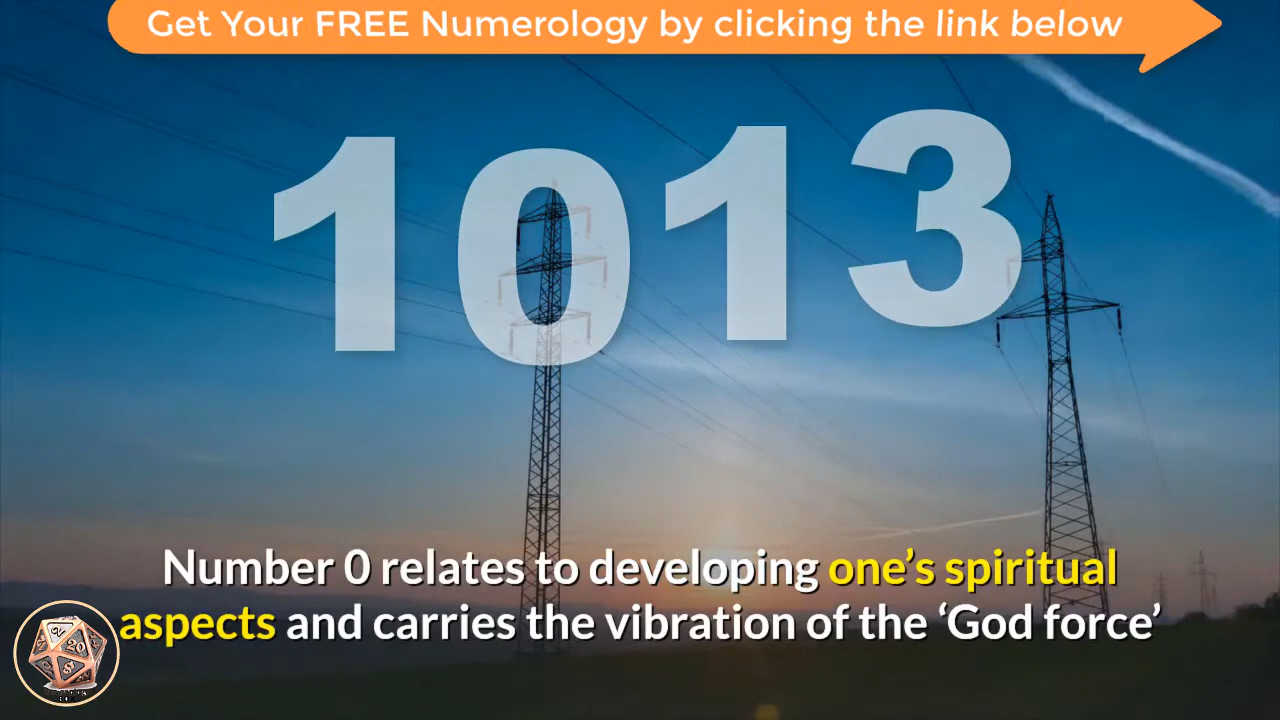 Get Your FREE Numerology by clicking the link below
1013
Number 0 relates to developing one's spiritual
aspects and carries the vibration of the ‘God force’
20